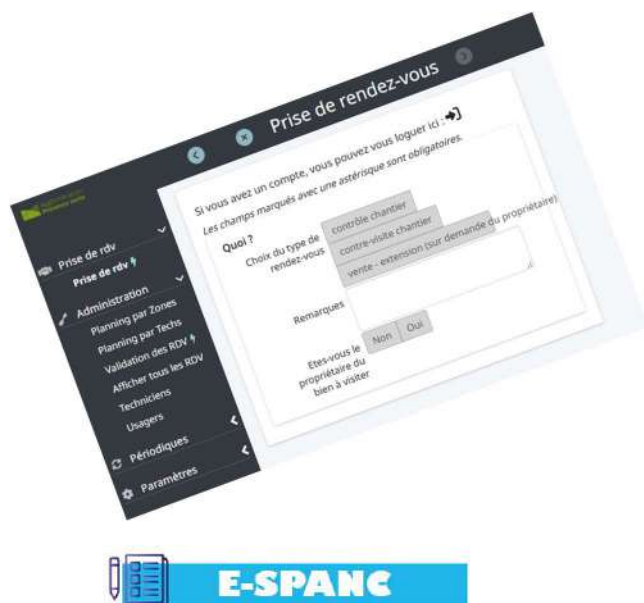 Prise de rendez-vous
Si vous avez un compte, vous pouvez vous loguer ici :
Les champs marqués avec une astérisque sont obligatoires.
Quoi ?
Choix du type de
rendez-vous
contrôle chantier
contre-visite chantier
vente - extension (sur demande du propriétaire)
Remarques
Etes-vous le
propriétaire du
bien à visiter
Non
Oui
Prise de rdv
Prise de rdv
Administration
Planning par Zones
Planning par Techs
Validation des RDV
Afficher tous les RDV
Techniciens
Usagers
Périodiques
Paramètres
E-SPANC